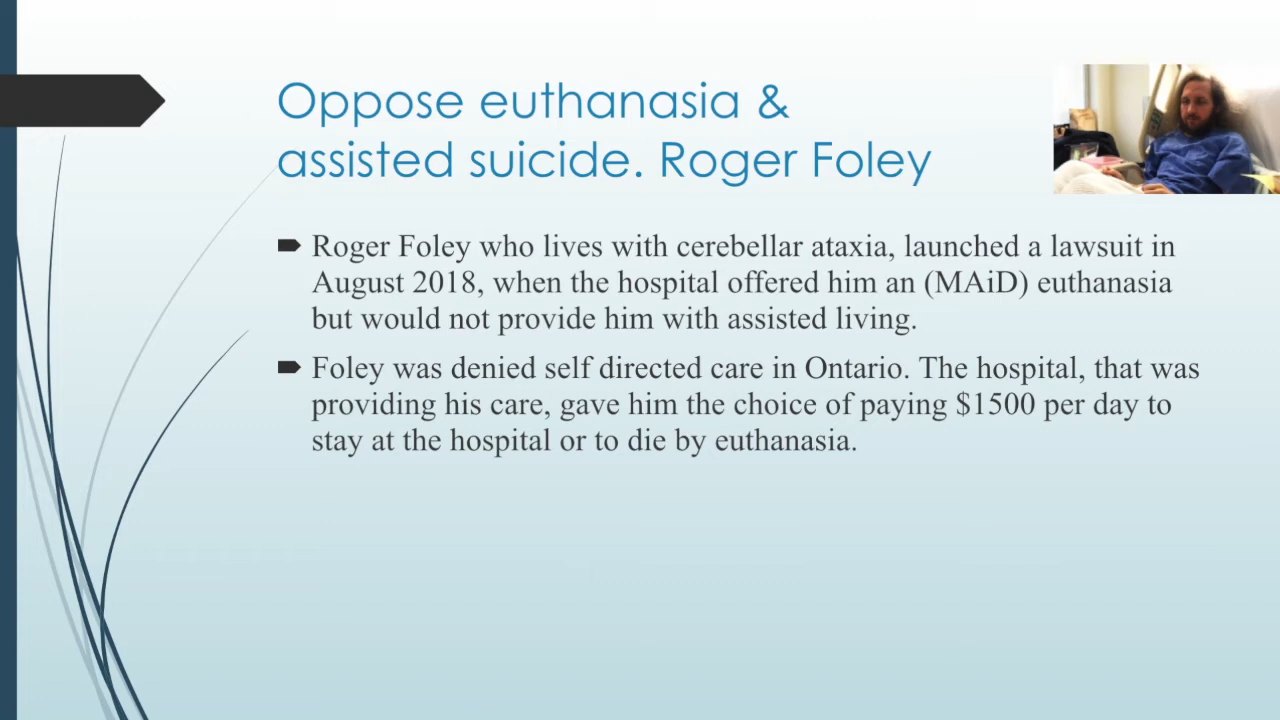 Oppose euthanasia &
assisted suicide. Roger Foley
Roger Foley who lives with cerebellar ataxia, launched a lawsuit in
August 2018, when the hospital offered him an (MAiD) euthanasia
but would not provide him with assisted living.
Foley was denied self directed care in Ontario. The hospital, that was
providing his care, gave him the choice of paying $1500 per day to
stay at the hospital or to die by euthanasia.